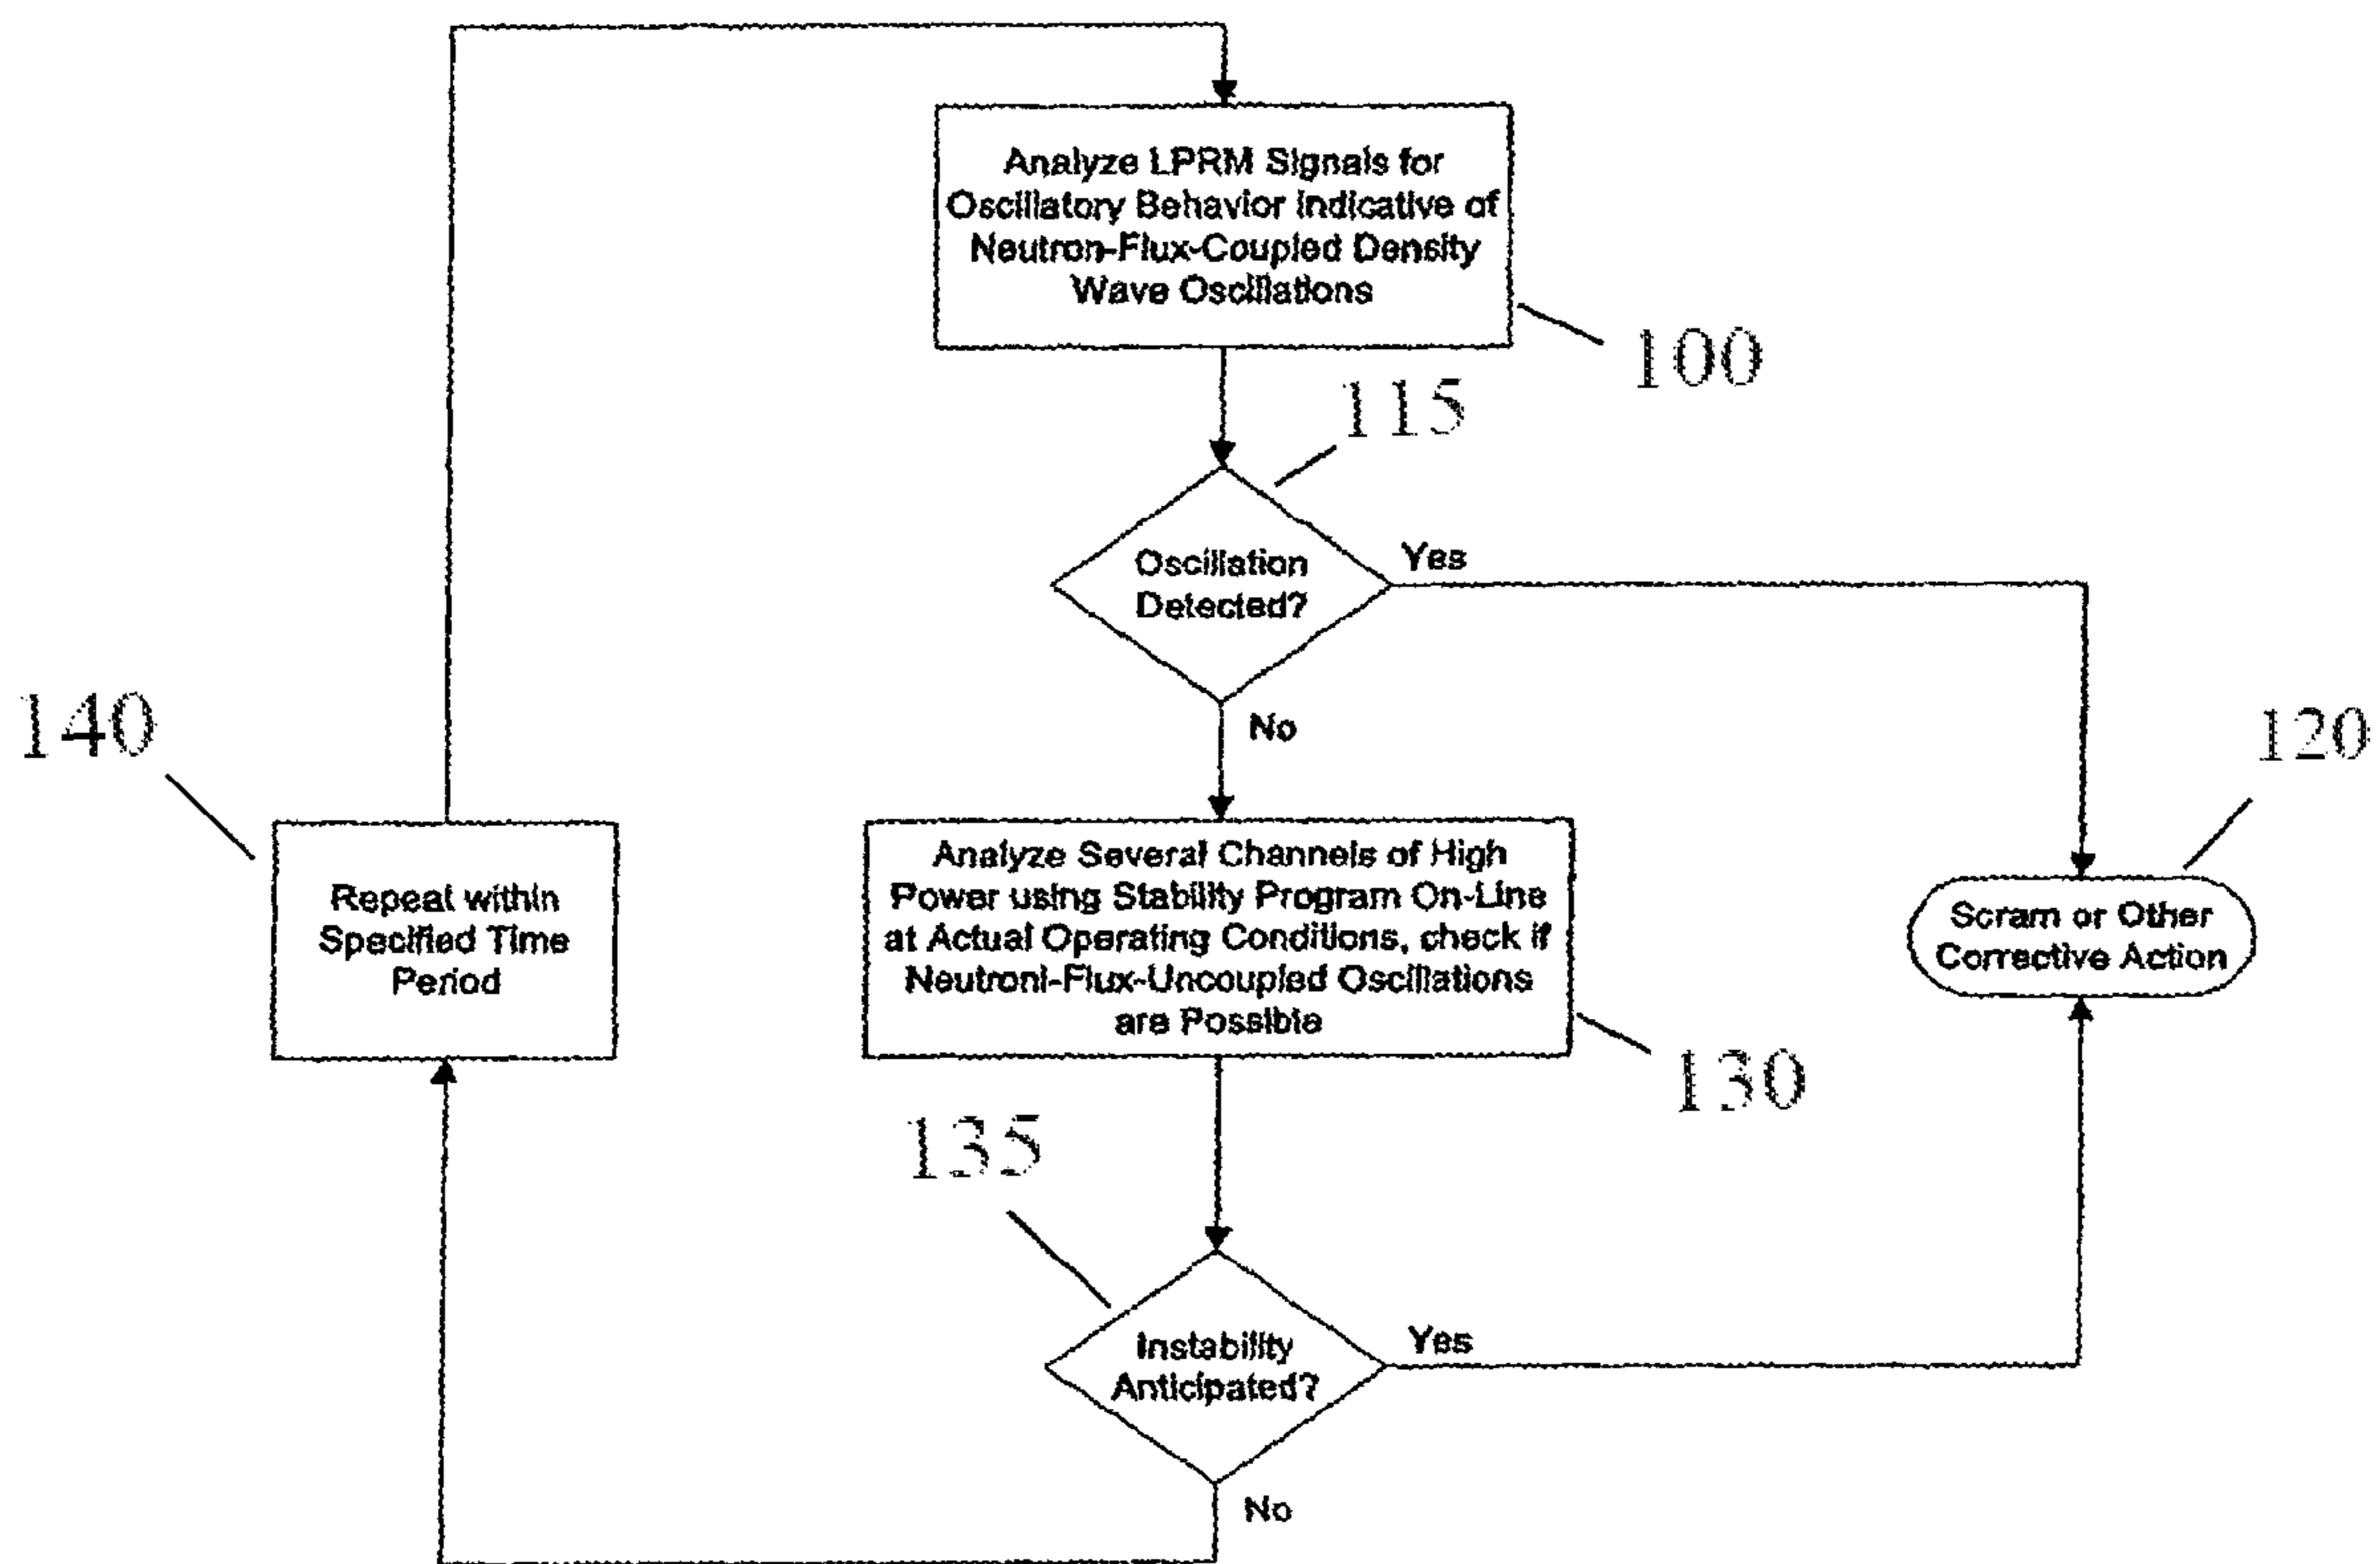 Analyze LPRM Signals for
Oscillatory Behavior Indicative of
Neutron-Flux-Coupled Density
Wave Oscillations
100
115
Oscillation
Detected?
Yes
No
140
120
Repeat within
Specified Time
Period
Analyze Several Channels of High
Power using Stability Program On-Line
at Actual Operating Conditions, check if
Neutroni-Flux-Uncoupled Oscillations
are Possible
Scram or Other
Corrective Action
130
135
Instability
Anticipated?
Yes
No